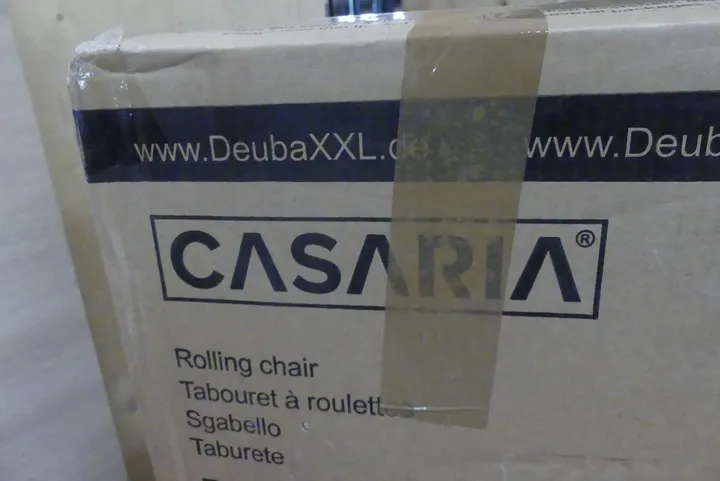 www.DeubaXXL.de www.Deub
CASARIA®
Rolling chair
Tabouret à roulettes
Sgabello
Taburete